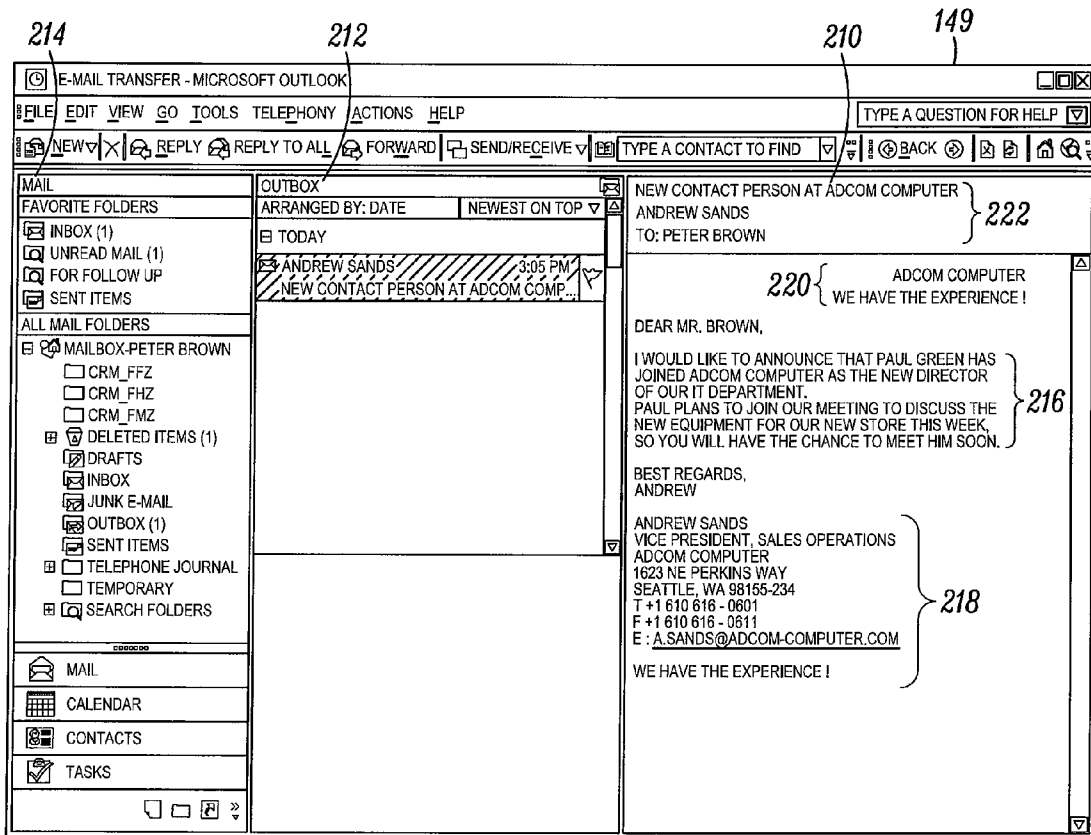 214
212
210
149
E-MAIL TRANSFER - MICROSOFT OUTLOOK
FILE EDIT VIEW GO TOOLS TELEPHONY ACTIONS HELP
TYPE A QUESTION FOR HELP
NEW REPLY REPLY TO ALL FORWARD SEND/RECEIVE TYPE A CONTACT TO FIND BACK
MAIL
FAVORITE FOLDERS
INBOX (1)
UNREAD MAIL (1)
FOR FOLLOW UP
SENT ITEMS
ALL MAIL FOLDERS
MAILBOX-PETER BROWN
CRM_FFZ
CRM_FHZ
CRM_FMZ
DELETED ITEMS (1)
DRAFTS
INBOX
JUNK E-MAIL
OUTBOX (1)
SENT ITEMS
TELEPHONE JOURNAL
TEMPORARY
SEARCH FOLDERS
MAIL
CALENDAR
CONTACTS
TASKS
OUTBOX
ARRANGED BY: DATE NEWEST ON TOP
TODAY
ANDREW SANDS 3:05 PM
NEW CONTACT PERSON AT ADCOM COMP...
NEW CONTACT PERSON AT ADCOM COMPUTER
ANDREW SANDS
TO: PETER BROWN
222
220
ADCOM COMPUTER
WE HAVE THE EXPERIENCE !
DEAR MR. BROWN,
I WOULD LIKE TO ANNOUNCE THAT PAUL GREEN HAS
JOINED ADCOM COMPUTER AS THE NEW DIRECTOR
OF OUR IT DEPARTMENT.
PAUL PLANS TO JOIN OUR MEETING TO DISCUSS THE
NEW EQUIPMENT FOR OUR NEW STORE THIS WEEK,
SO YOU WILL HAVE THE CHANCE TO MEET HIM SOON.
216
BEST REGARDS,
ANDREW
ANDREW SANDS
VICE PRESIDENT, SALES OPERATIONS
ADCOM COMPUTER
1623 NE PERKINS WAY
SEATTLE, WA 98155-234
T +1 610 616 - 0601
F +1 610 616 - 0611
E : A.SANDS@ADCOM-COMPUTER.COM
WE HAVE THE EXPERIENCE !
218